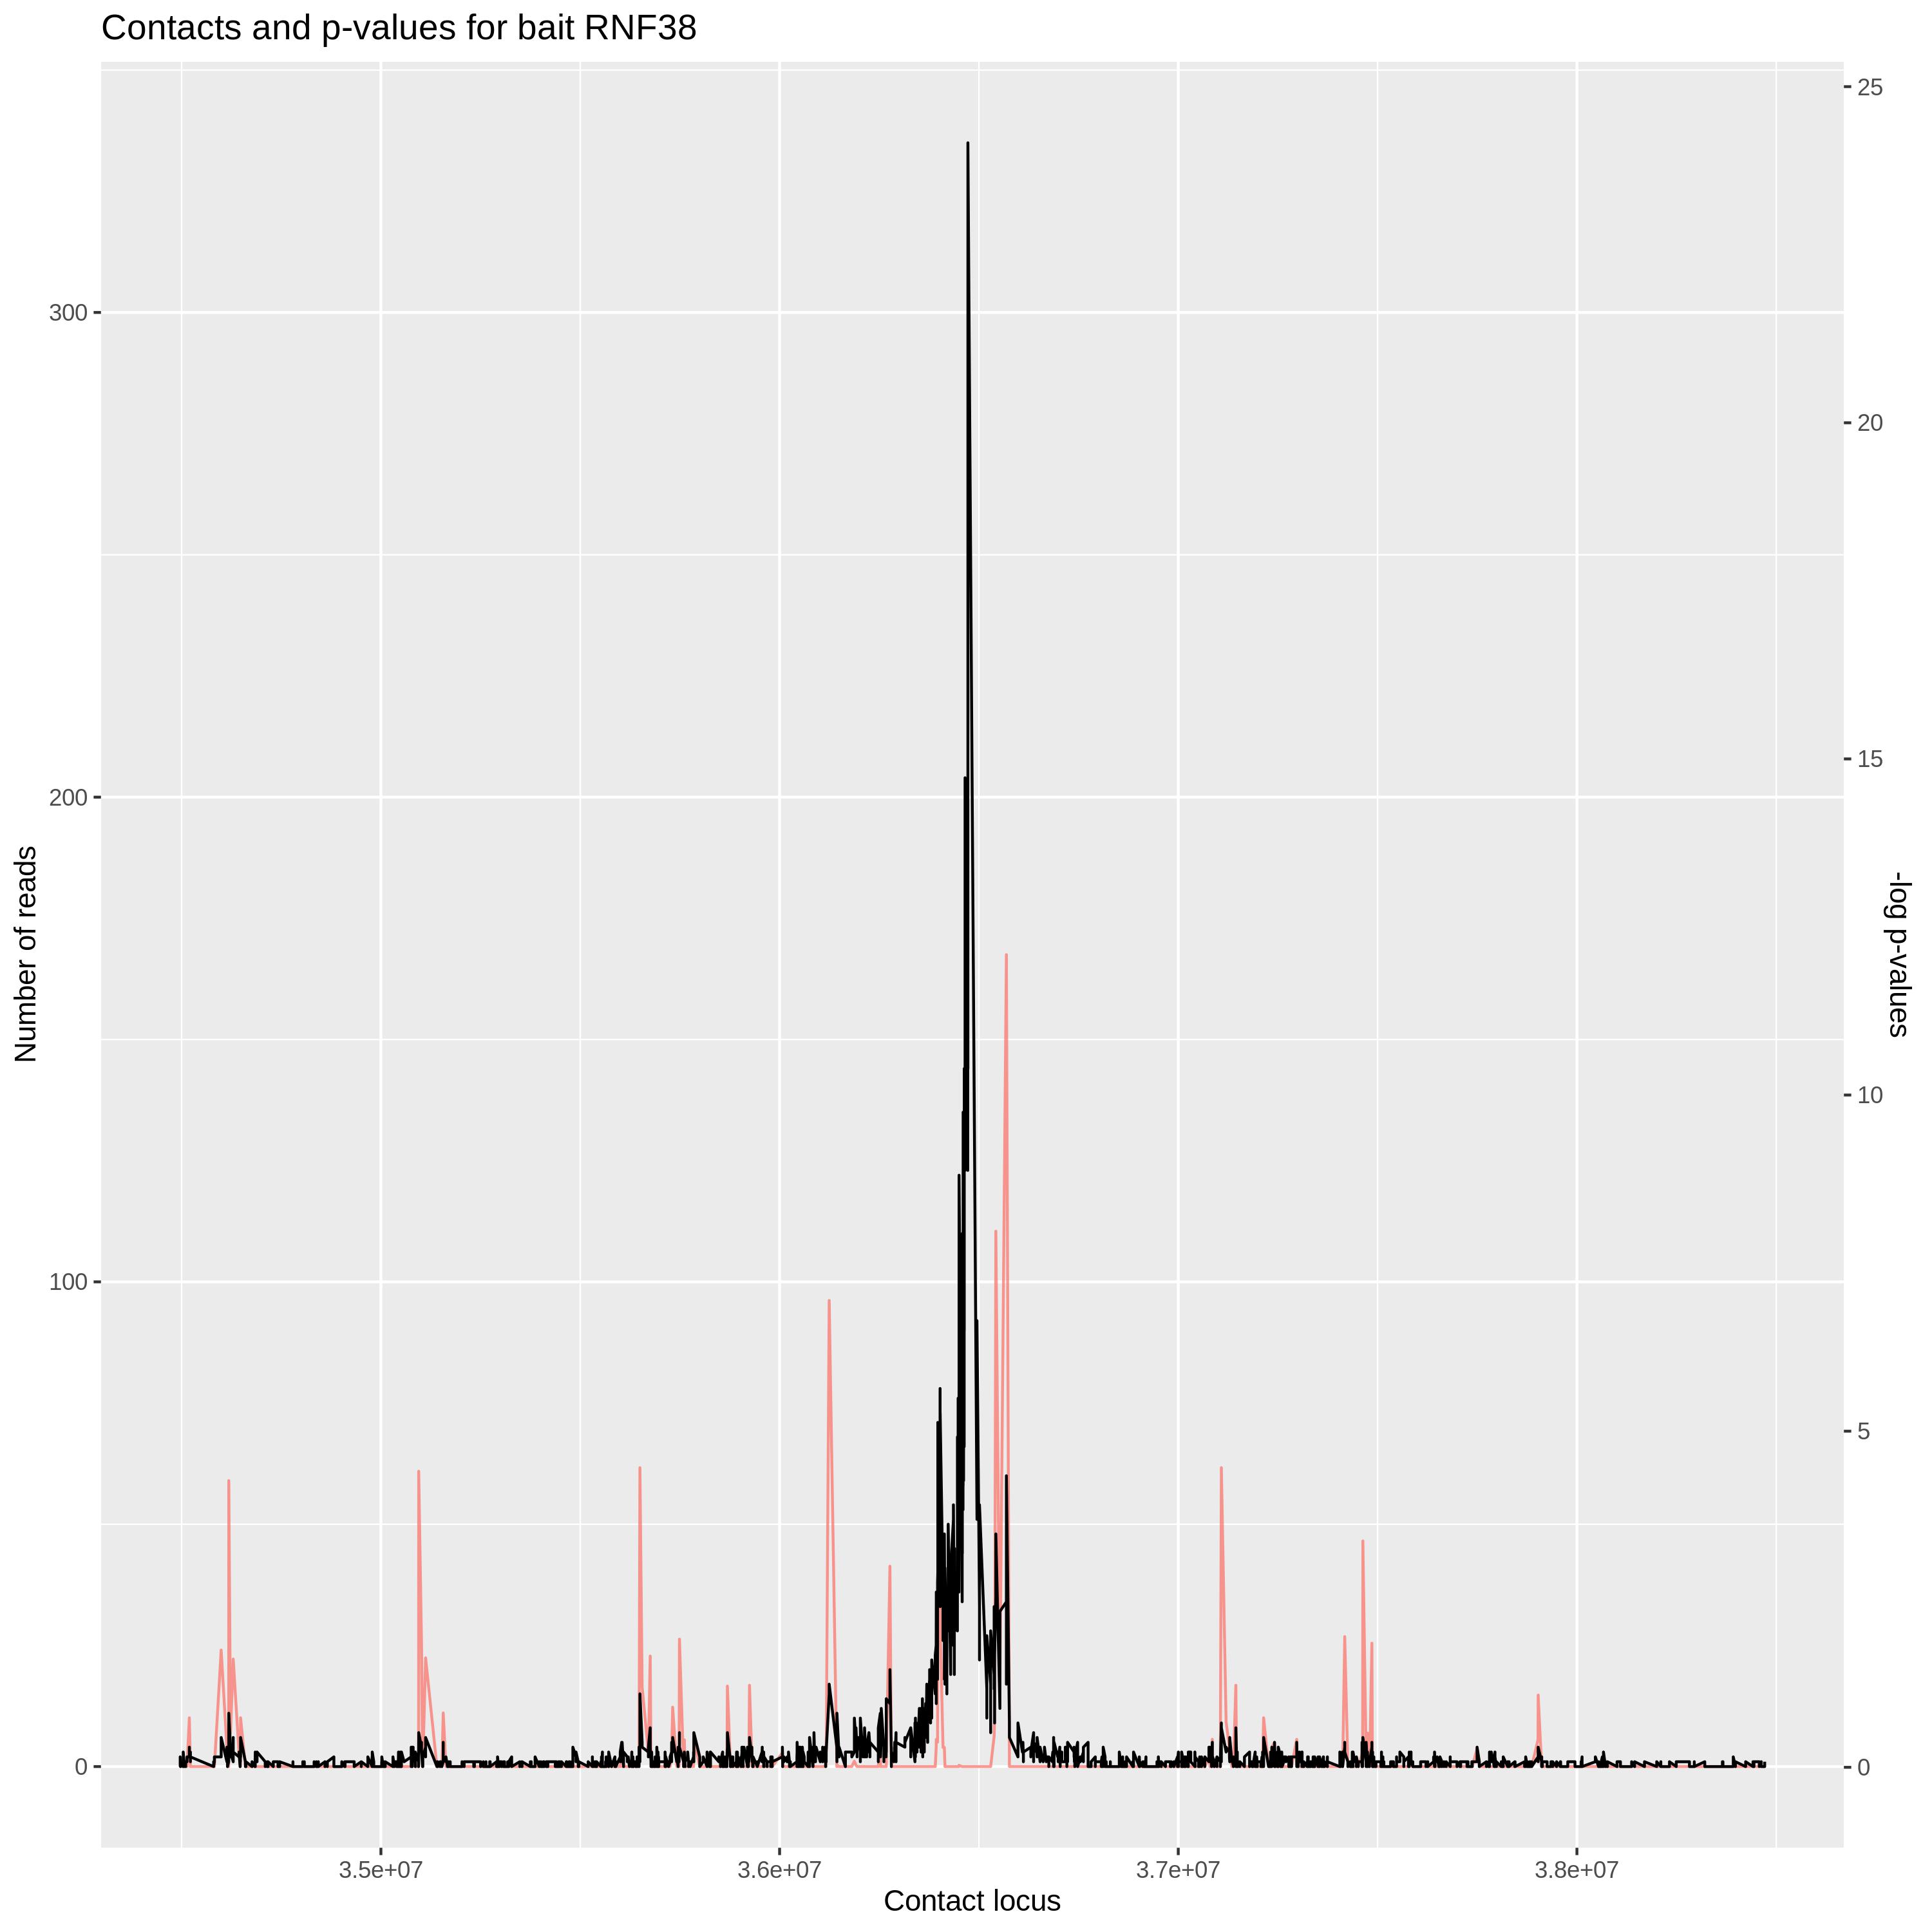 Contacts and p-values for bait RNF38
Number of reads
300
200
100
0
25
20
15
10
5
0
-log p-values
3.5e+07 3.6e+07 3.7e+07 3.8e+07
Contact locus